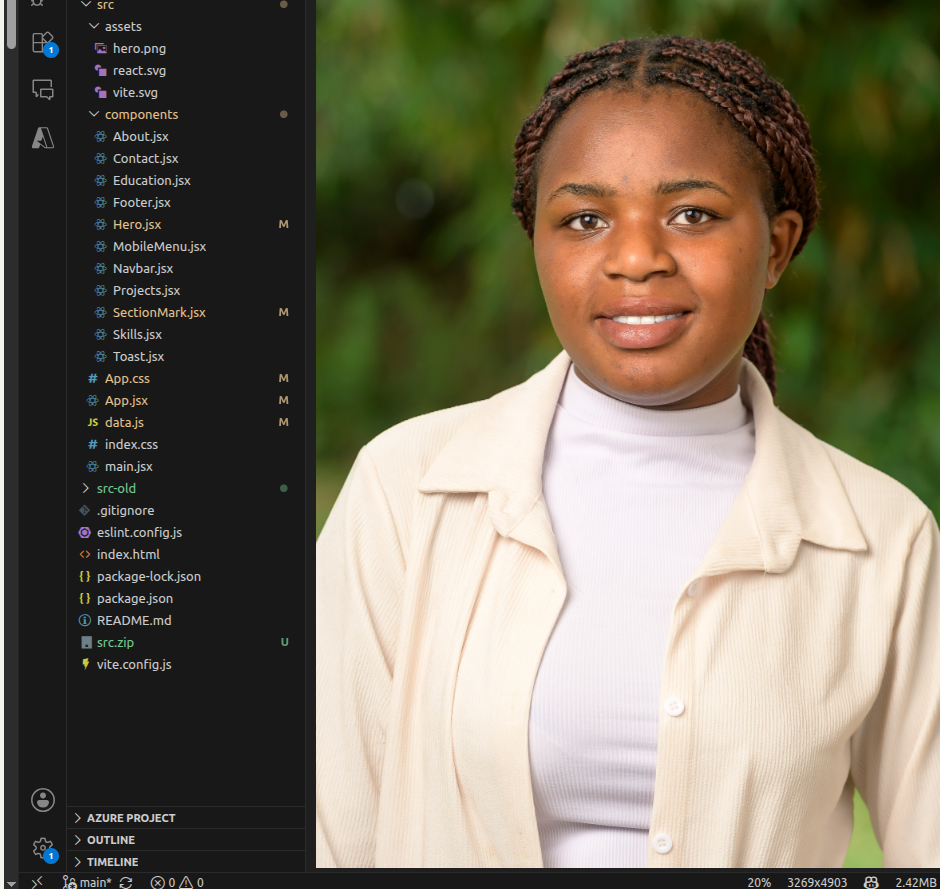 src
assets
hero.png
react.svg
vite.svg
components
About.jsx
Contact.jsx
Education.jsx
Footer.jsx
Hero.jsx M
MobileMenu.jsx
Navbar.jsx
Projects.jsx
SectionMark.jsx M
Skills.jsx
Toast.jsx
# App.css M
App.jsx M
JS data.js M
# index.css
main.jsx
src-old
.gitignore
eslint.config.js
<> index.html
{} package-lock.json
{} package.json
README.md
src.zip U
vite.config.js
1
AZURE PROJECT
OUTLINE
TIMELINE
1
main* 0 0 20% 3269x4903 2.42MB